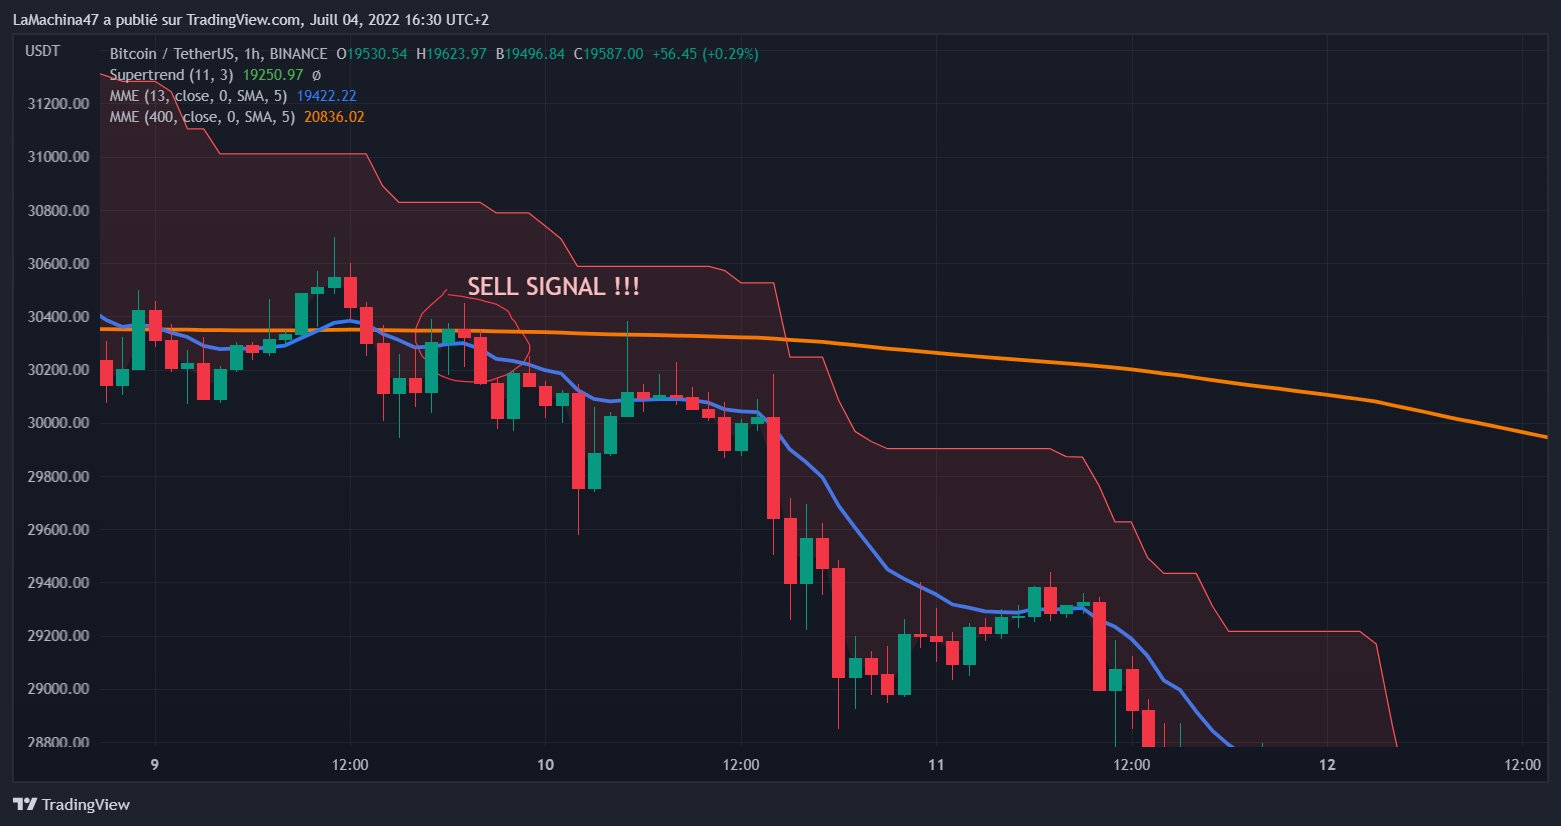 LaMachina47 a publié sur TradingView.com, Juill 04, 2022 16:30 UTC+2
USDT
Bitcoin / TetherUS, 1h, BINANCE O19530.54 H19623.97 B19496.84 C19587.00 +56.45 (+0.29%)
Supertrend (11, 3) 19250.97 ø
MME (13, close, 0, SMA, 5) 19422.22
MME (400, close, 0, SMA, 5) 20836.02
31200.00
31000.00
30800.00
30600.00
SELL SIGNAL !!!
30400.00
30200.00
30000.00
29800.00
29600.00
29400.00
29200.00
29000.00
28800.00
9 12:00 10 12:00 11 12:00 12 12:00
TradingView